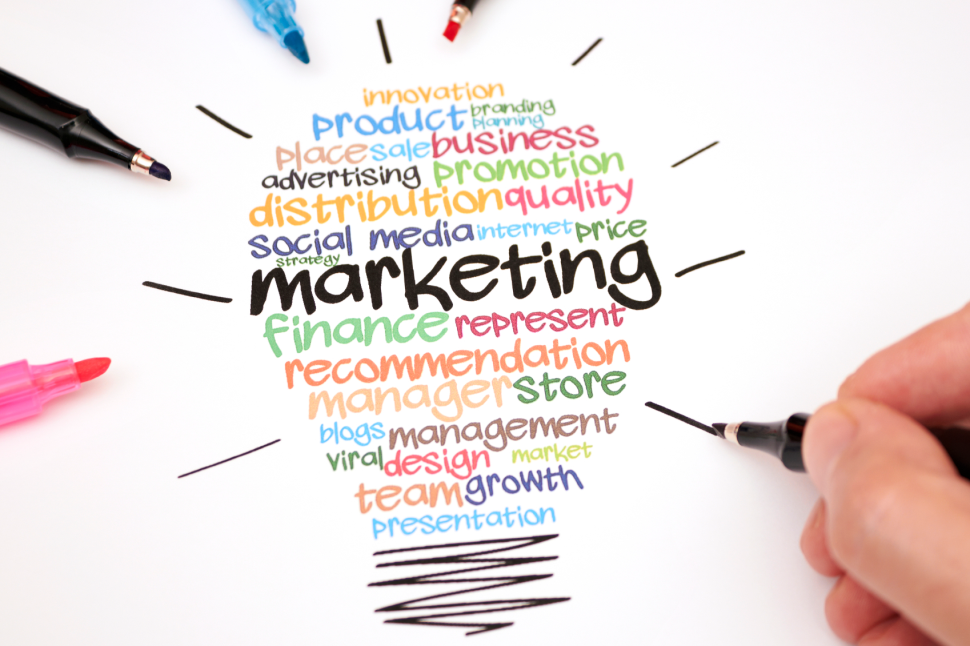 innovation
product branding
planning
place sale business
advertising promotion
distribution quality
social media internet price
strategy
marketing
finance represent
recommendation
manager store
blogs management
viral design market
team growth
presentation